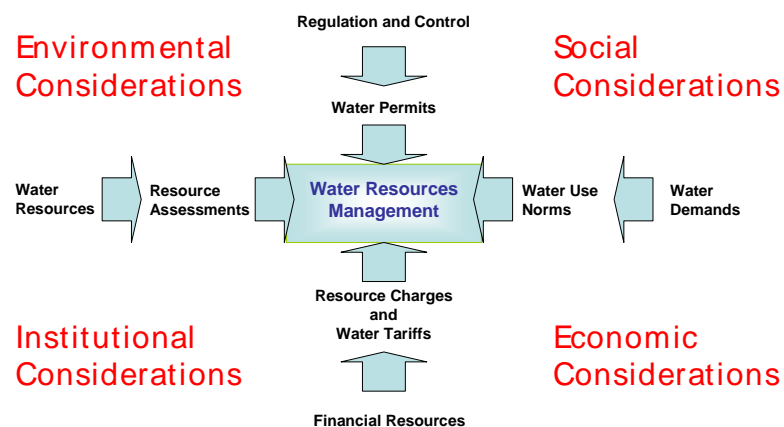 Regulation and Control
Environmental
Considerations
Social
Considerations
Water Permits
Water
Resources
Resource
Assessments
Water Resources
Management
Water Use
Norms
Water
Demands
Resource Charges
and
Water Tariffs
Institutional
Considerations
Economic
Considerations
Financial Resources